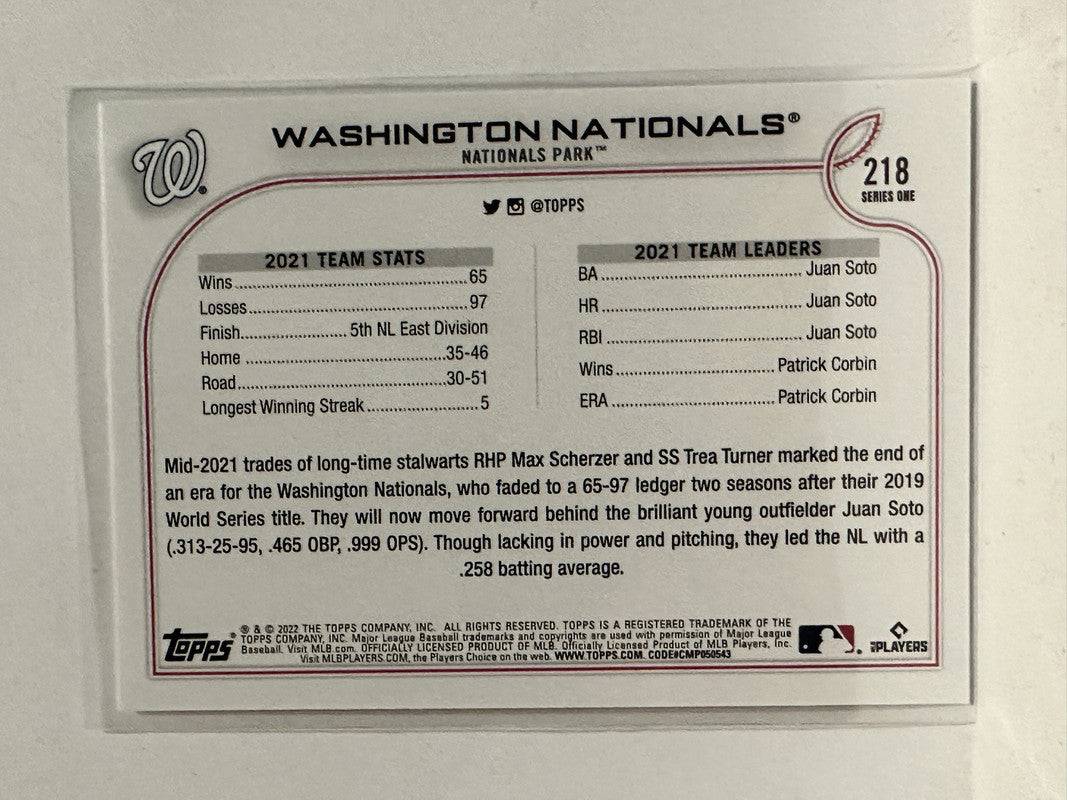 W®
WASHINGTON NATIONALS®
NATIONALS PARK™
218
SERIES ONE
@TOPPS
2021 TEAM STATS
Wins..............................................65
Losses...........................................97
Finish.....................5th NL East Division
Home .......................................35-46
Road.........................................30-51
Longest Winning Streak......................5
2021 TEAM LEADERS
BA........................................Juan Soto
HR........................................Juan Soto
RBI .......................................Juan Soto
Wins................................Patrick Corbin
ERA.................................Patrick Corbin
Mid-2021 trades of long-time stalwarts RHP Max Scherzer and SS Trea Turner marked the end of
an era for the Washington Nationals, who faded to a 65-97 ledger two seasons after their 2019
World Series title. They will now move forward behind the brilliant young outfielder Juan Soto
(.313-25-95, .465 OBP, .999 OPS). Though lacking in power and pitching, they led the NL with a
.258 batting average.
TOPPS®
® & © 2022 THE TOPPS COMPANY, INC. ALL RIGHTS RESERVED. TOPPS IS A REGISTERED TRADEMARK OF THE
TOPPS COMPANY, INC. Major League Baseball trademarks and copyrights are used with permission of Major League
Baseball. Visit MLB.com. OFFICIALLY LICENSED PRODUCT OF MLB. Officially Licensed Product of MLB Players, Inc.
Visit MLBPLAYERS.COM, the Players Choice on the web. WWW.TOPPS.COM. CODE#CMP050543
MLBPLAYERS